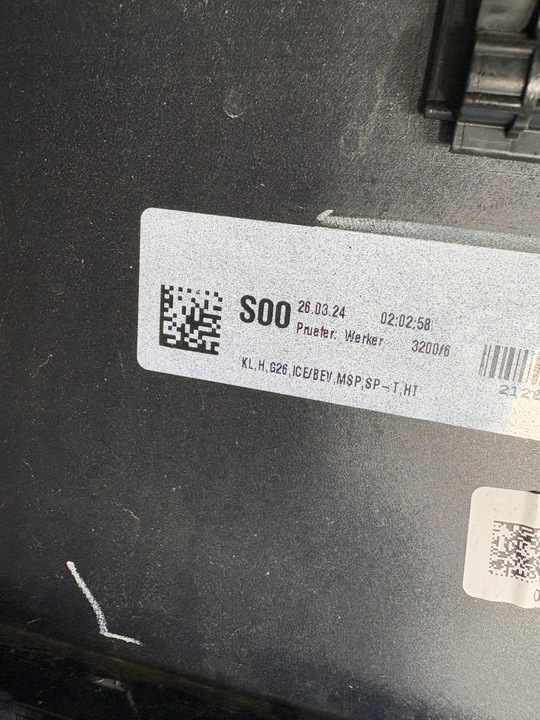 S00 26.03.24 02:02:58
Pruefer: Werker 3200/6
KL,H,G26,ICE/BEV,MSP,SP-T,HT